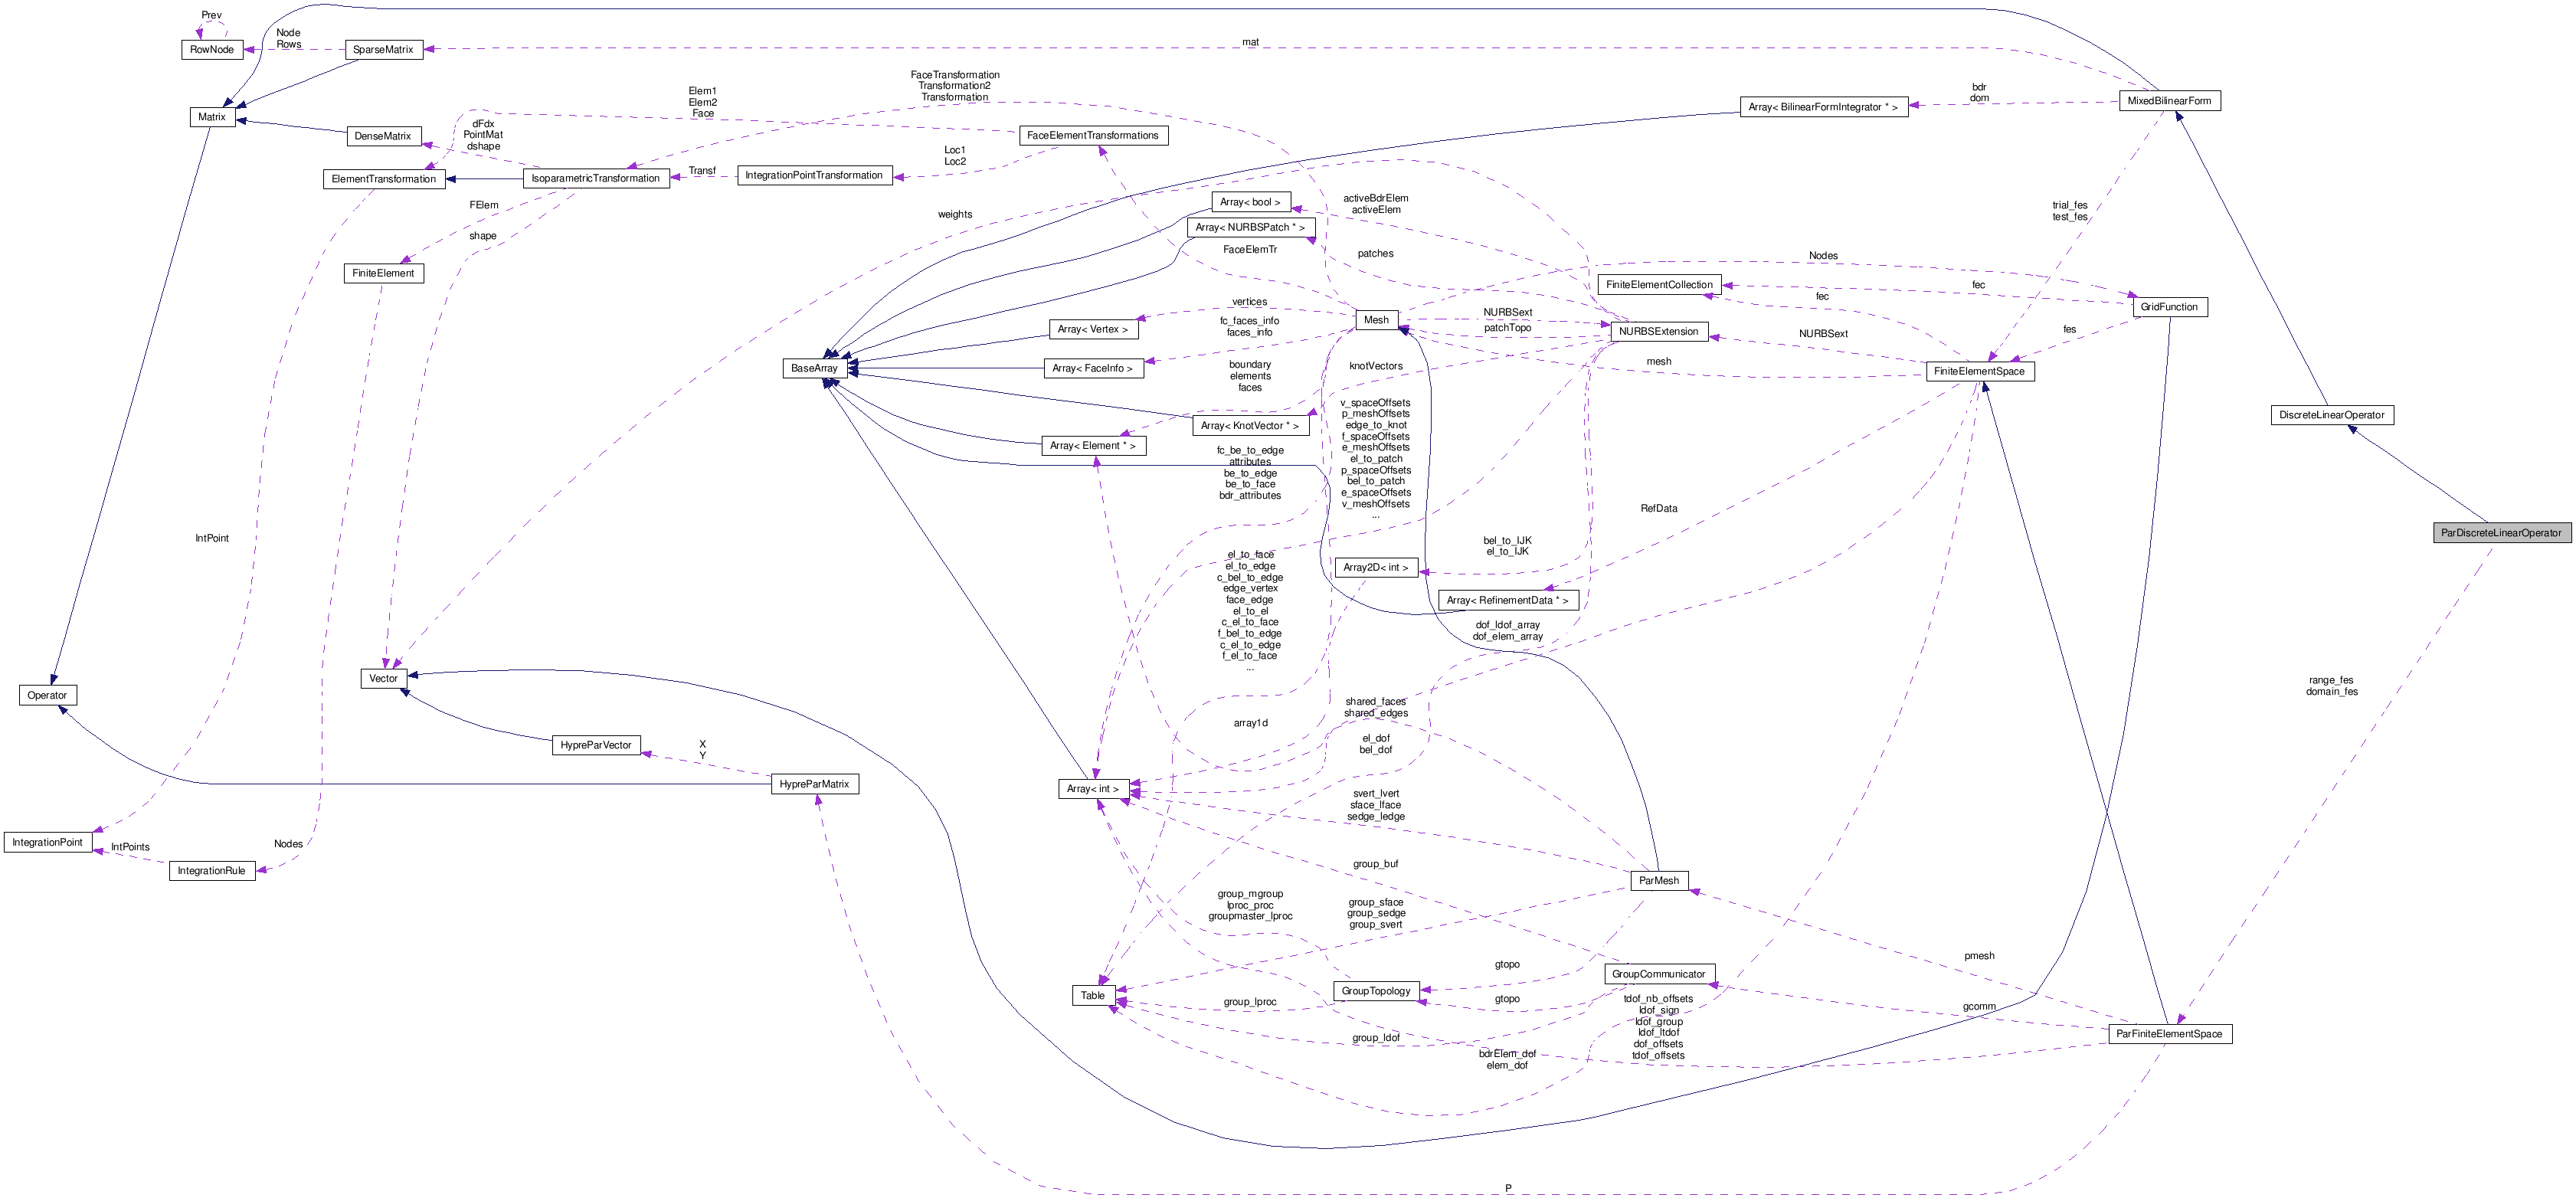 Prev
RowNode
Node
Rows
SparseMatrix
mat
Matrix
DenseMatrix
dFdx
PointMat
dshape
Elem1
Elem2
Face
FaceTransformation
Transformation2
Transformation
FaceElementTransformations
Loc1
Loc2
ElementTransformation
IsoparametricTransformation
Transf
IntegrationPointTransformation
FElem
shape
weights
FiniteElement
Array< bool >
Array< NURBSPatch * >
FaceElemTr
activeBdrElem
activeElem
patches
Array< BilinearFormIntegrator * >
bdr
dom
MixedBilinearForm
trial_fes
test_fes
Nodes
FiniteElementCollection
fec
fec
GridFunction
fes
vertices
Array< Vertex >
fc_faces_info
faces_info
Array< FaceInfo >
BaseArray
Mesh
NURBSext
patchTopo
NURBSExtension
NURBSext
mesh
FiniteElementSpace
boundary
elements
faces
knotVectors
Array< KnotVector * >
Array< Element * >
v_spaceOffsets
p_meshOffsets
edge_to_knot
f_spaceOffsets
e_meshOffsets
el_to_patch
p_spaceOffsets
bel_to_patch
e_spaceOffsets
v_meshOffsets
...
fc_be_to_edge
attributes
be_to_edge
be_to_face
bdr_attributes
DiscreteLinearOperator
RefData
ParDiscreteLinearOperator
IntPoint
bel_to_IJK
el_to_IJK
el_to_face
el_to_edge
c_bel_to_edge
edge_vertex
face_edge
el_to_el
c_el_to_face
f_bel_to_edge
c_el_to_edge
f_el_to_face
...
Array2D< int >
Array< RefinementData * >
dof_ldof_array
dof_elem_array
Operator
Vector
range_fes
domain_fes
HypreParVector
X
Y
HypreParMatrix
array1d
shared_faces
shared_edges
el_dof
bel_dof
Array< int >
svert_lvert
sface_lface
sedge_ledge
IntegrationPoint
IntPoints
IntegrationRule
Nodes
group_buf
ParMesh
group_mgroup
lproc_proc
groupmaster_lproc
group_sface
group_sedge
group_svert
gtopo
pmesh
Table
group_lproc
GroupTopology
gtopo
GroupCommunicator
tdof_nb_offsets
ldof_sign
ldof_group
ldof_ltdof
dof_offsets
tdof_offsets
gcomm
ParFiniteElementSpace
group_ldof
bdrElem_dof
elem_dof
P